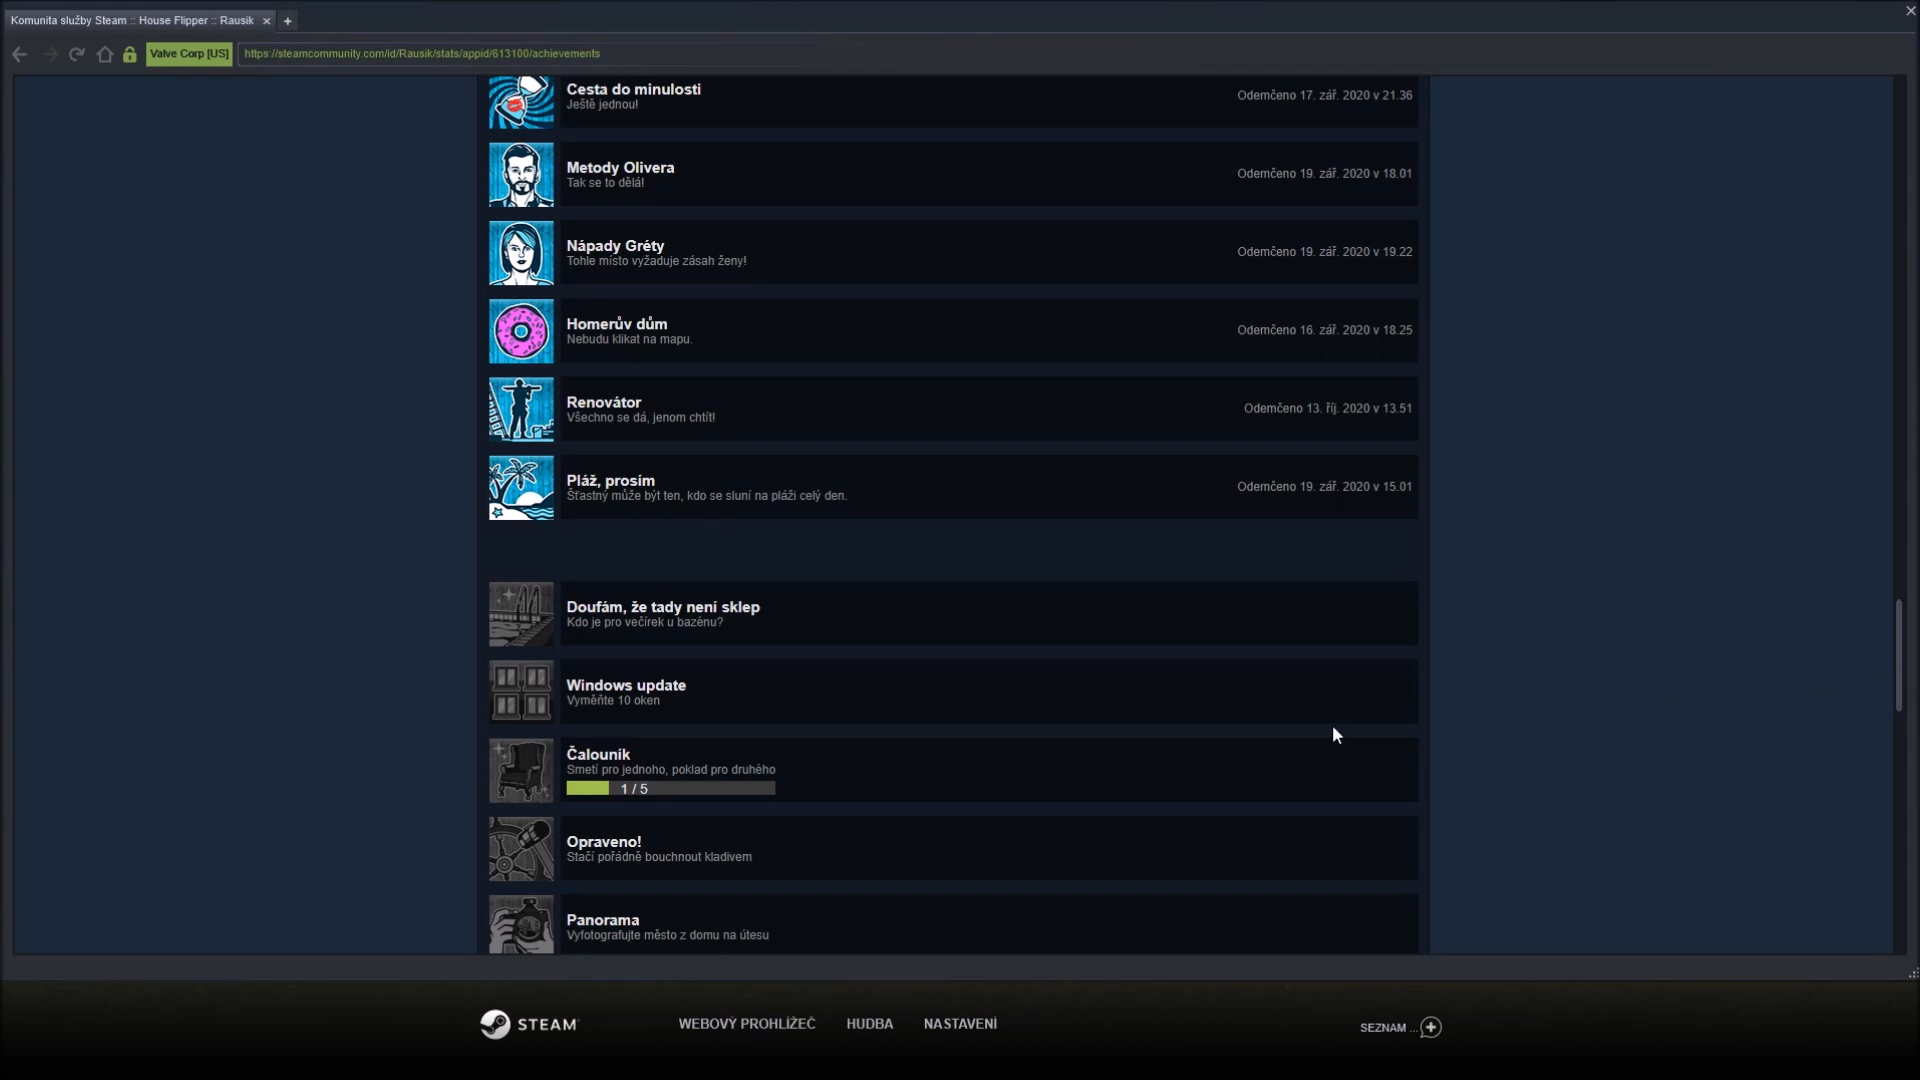 Komunita služby Steam :: House Flipper :: Rausik
Valve Corp [US]
https://steamcommunity.com/id/Rausik/stats/appid/613100/achievements
Cesta do minulosti
Ještě jednou!
Odemčeno 17. zář. 2020 v 21.36
Metody Olivera
Tak se to dělá!
Odemčeno 19. zář. 2020 v 18.01
Nápady Gréty
Tohle místo vyžaduje zásah ženy!
Odemčeno 19. zář. 2020 v 19.22
Homerův dům
Nebudu klikat na mapu.
Odemčeno 16. zář. 2020 v 18.25
Renovátor
Všechno se dá, jenom chtít!
Odemčeno 13. říj. 2020 v 13.51
Pláž, prosím
Šťastný může být ten, kdo se sluní na pláži celý den.
Odemčeno 19. zář. 2020 v 15.01
Doufám, že tady není sklep
Kdo je pro večírek u bazénu?
Windows update
Vyměňte 10 oken
Čalouník
Smetí pro jednoho, poklad pro druhého
1 / 5
Opraveno!
Stačí pořádně bouchnout kladivem
Panorama
Vyfotografujte město z domu na útesu
STEAM
WEBOVÝ PROHLÍŽEČ
HUDBA
NASTAVENÍ
SEZNAM ...